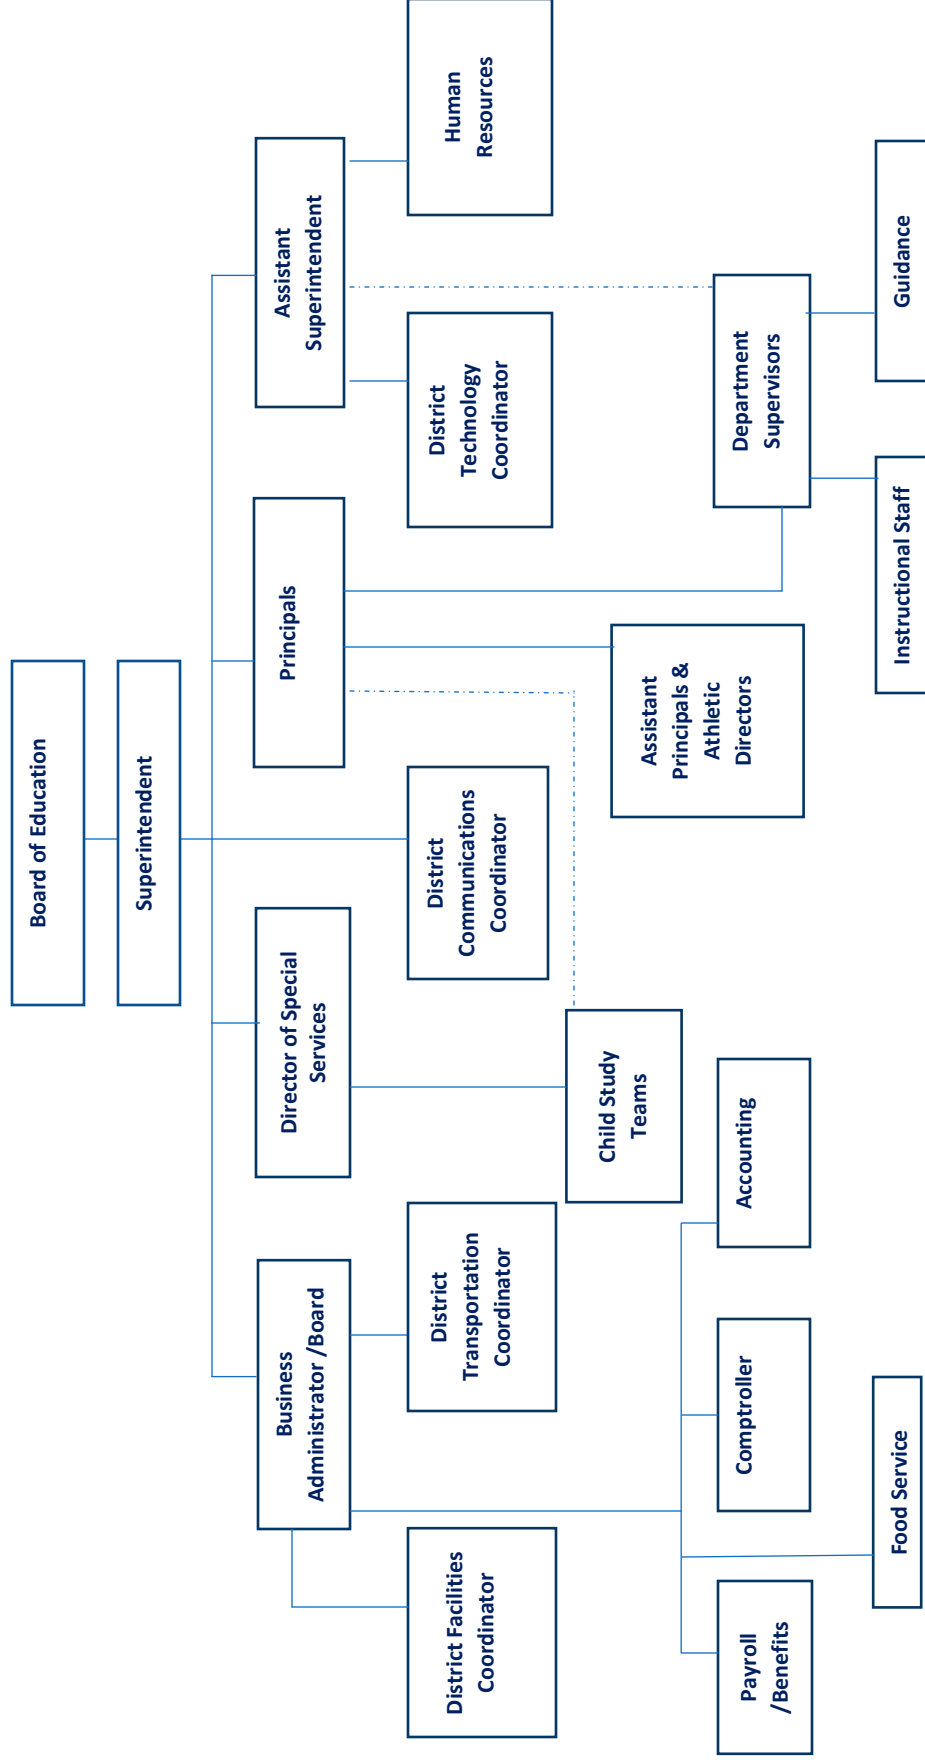 Board of Education
Superintendent
Business
Administrator /Board
Director of Special
Services
Principals
Assistant
Superintendent
District Facilities
Coordinator
District
Transportation
Coordinator
District
Communications
Coordinator
District
Technology
Coordinator
Human
Resources
Child Study
Teams
Assistant
Principals &
Athletic
Directors
Department
Supervisors
Payroll
/Benefits
Comptroller
Accounting
Food Service
Instructional Staff
Guidance